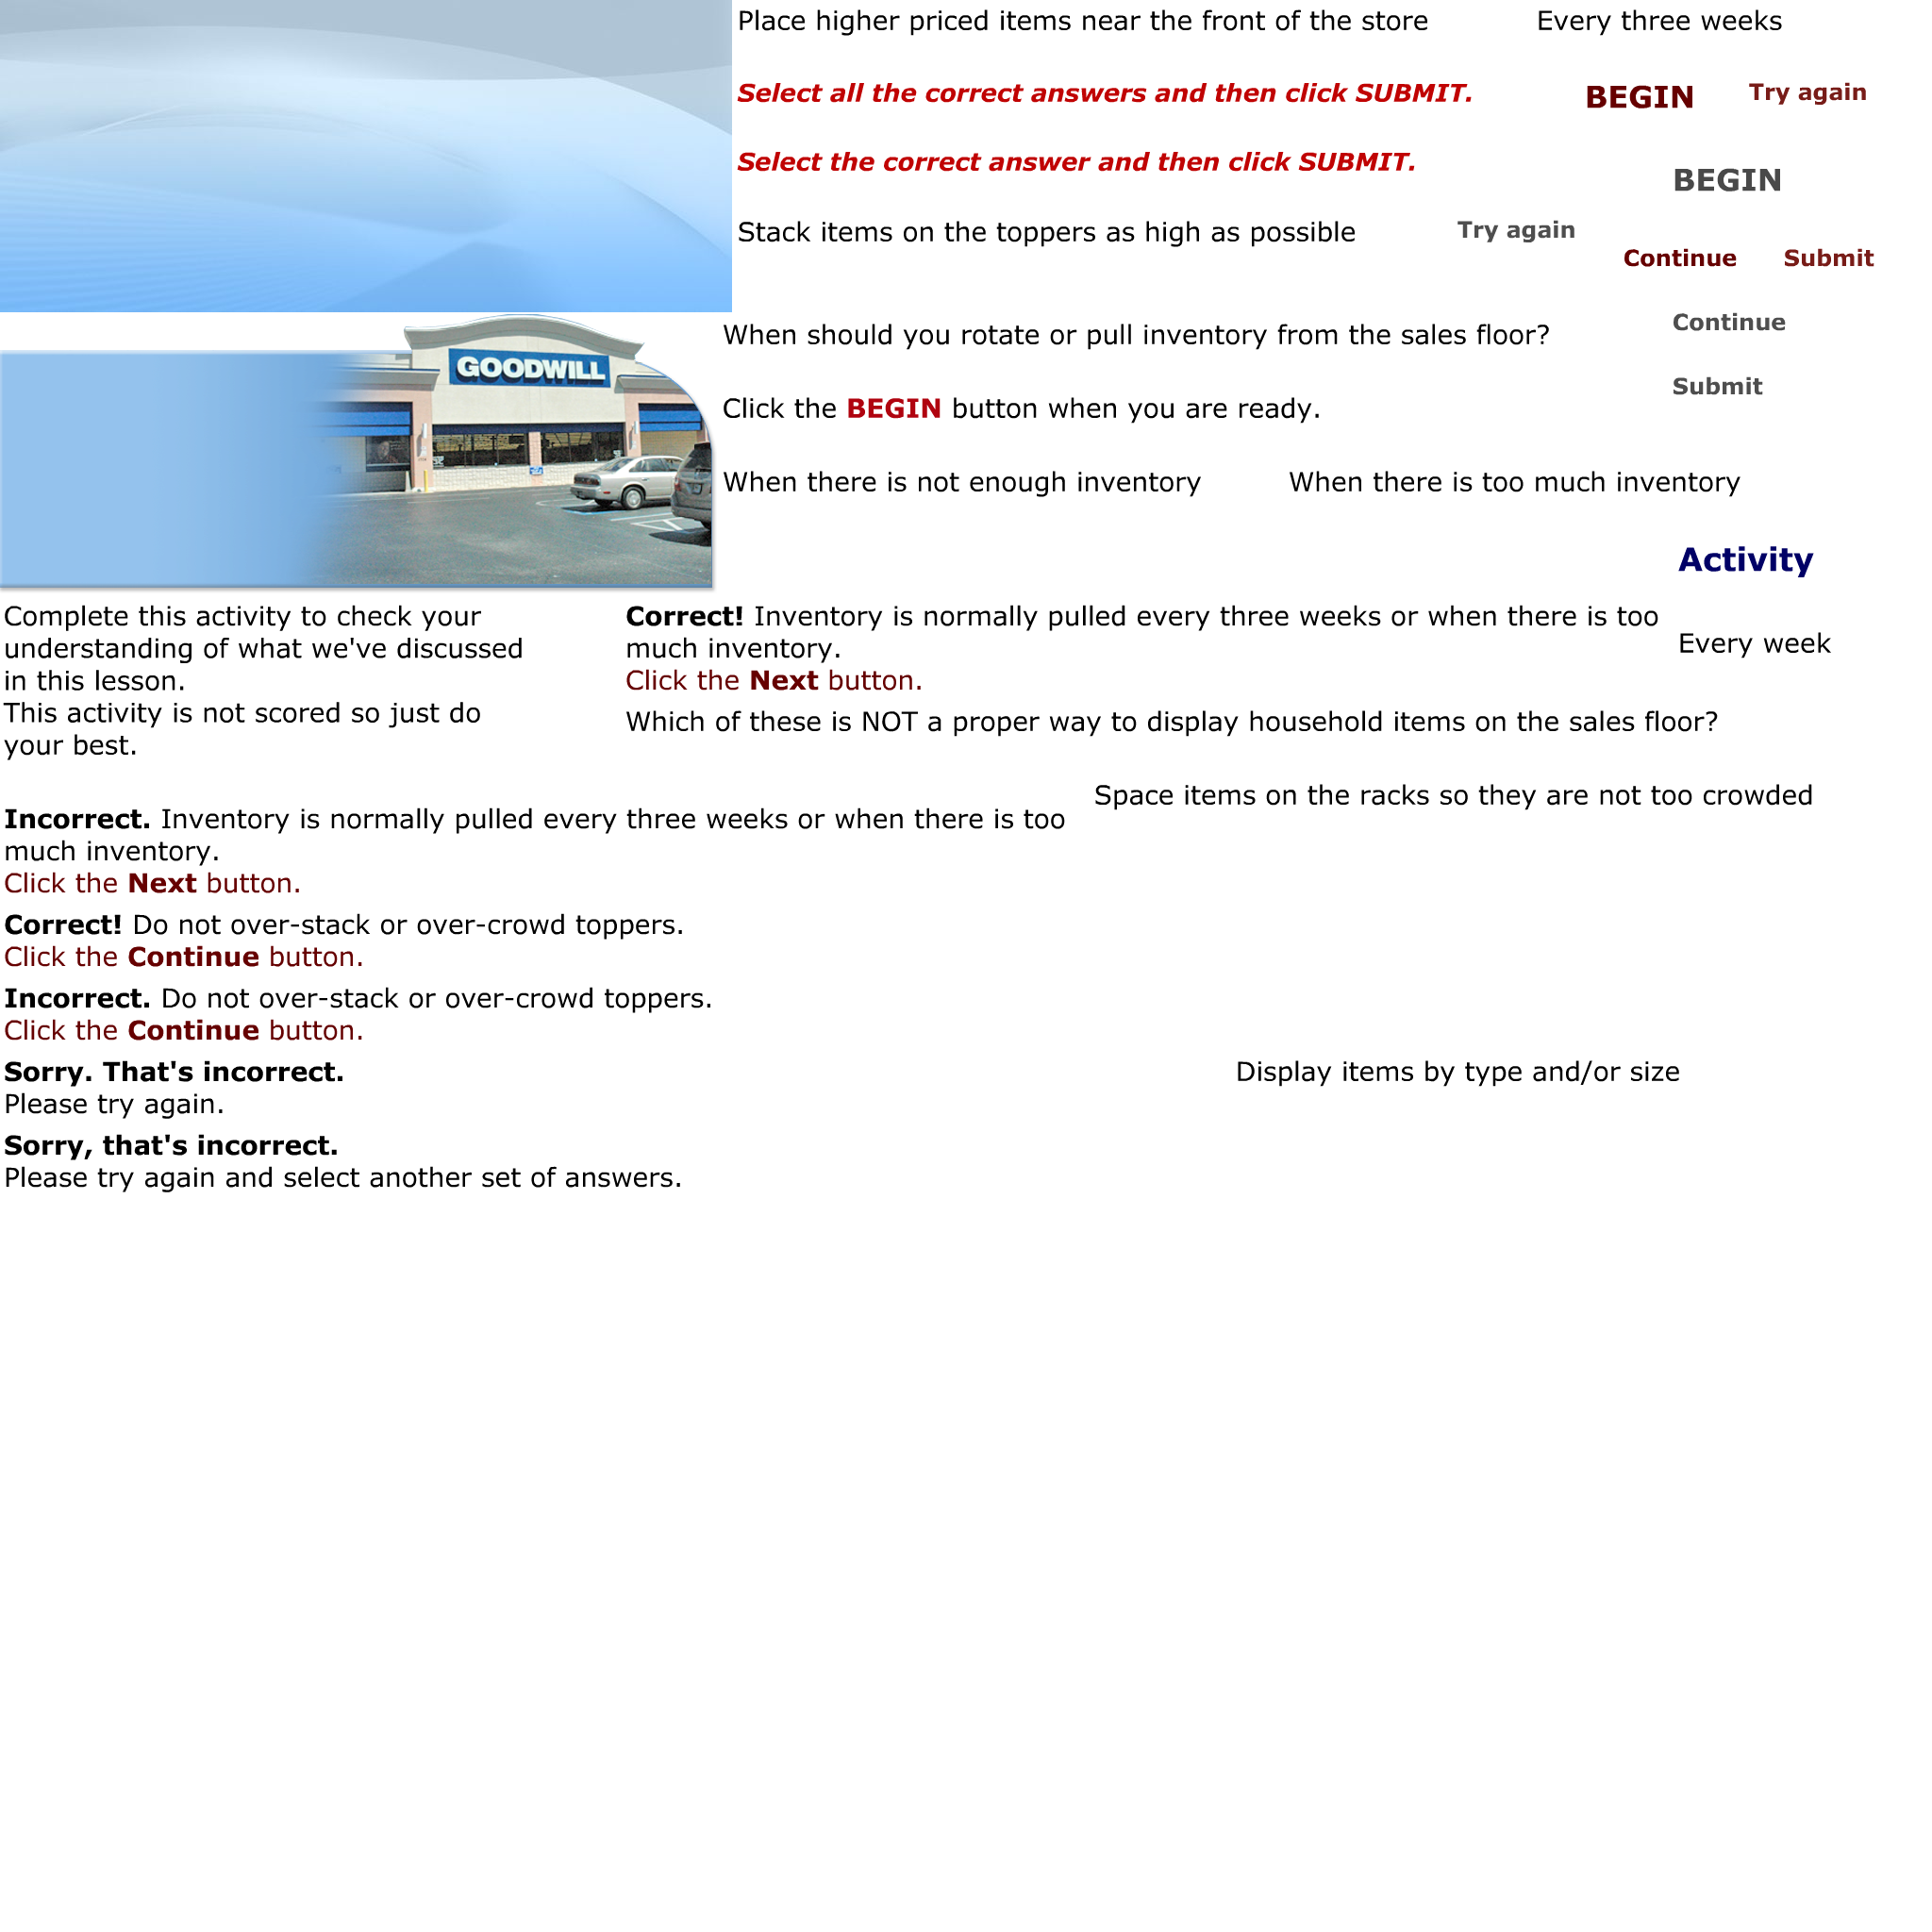 Place higher priced items near the front of the store
Every three weeks
Select all the correct answers and then click SUBMIT.
BEGIN
Try again
Select the correct answer and then click SUBMIT.
BEGIN
Stack items on the toppers as high as possible
Try again
Continue
Submit
GOODWILL
When should you rotate or pull inventory from the sales floor?
Continue
Submit
Click the BEGIN button when you are ready.
When there is not enough inventory
When there is too much inventory
Activity
Complete this activity to check your
understanding of what we've discussed
in this lesson.
This activity is not scored so just do
your best.
Correct! Inventory is normally pulled every three weeks or when there is too
much inventory.
Click the Next button.
Every week
Which of these is NOT a proper way to display household items on the sales floor?
Space items on the racks so they are not too crowded
Incorrect. Inventory is normally pulled every three weeks or when there is too
much inventory.
Click the Next button.
Correct! Do not over-stack or over-crowd toppers.
Click the Continue button.
Incorrect. Do not over-stack or over-crowd toppers.
Click the Continue button.
Sorry. That's incorrect.
Please try again.
Display items by type and/or size
Sorry, that's incorrect.
Please try again and select another set of answers.